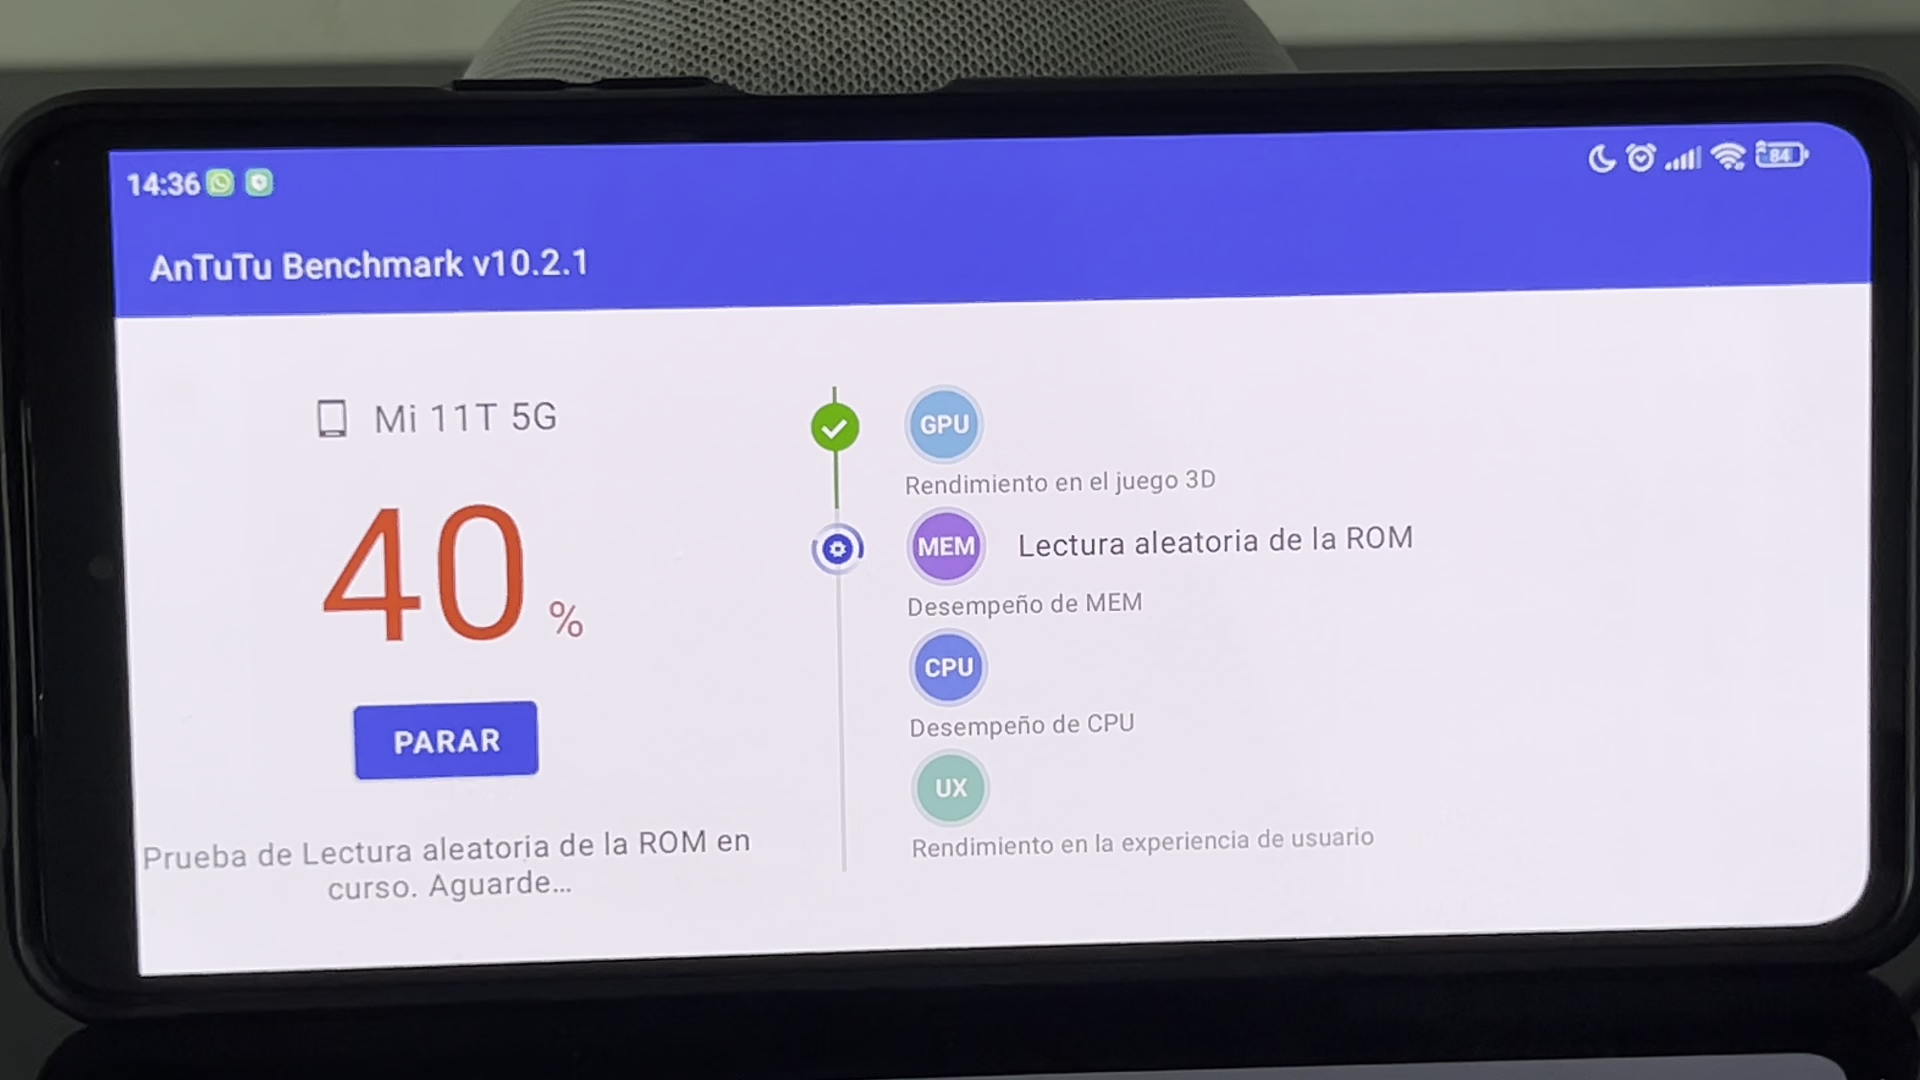 14:36
84
AnTuTu Benchmark v10.2.1
Mi 11T 5G
40 %
PARAR
Prueba de Lectura aleatoria de la ROM en
curso. Aguarde...
GPU
Rendimiento en el juego 3D
MEM Lectura aleatoria de la ROM
Desempeño de MEM
CPU
Desempeño de CPU
UX
Rendimiento en la experiencia de usuario